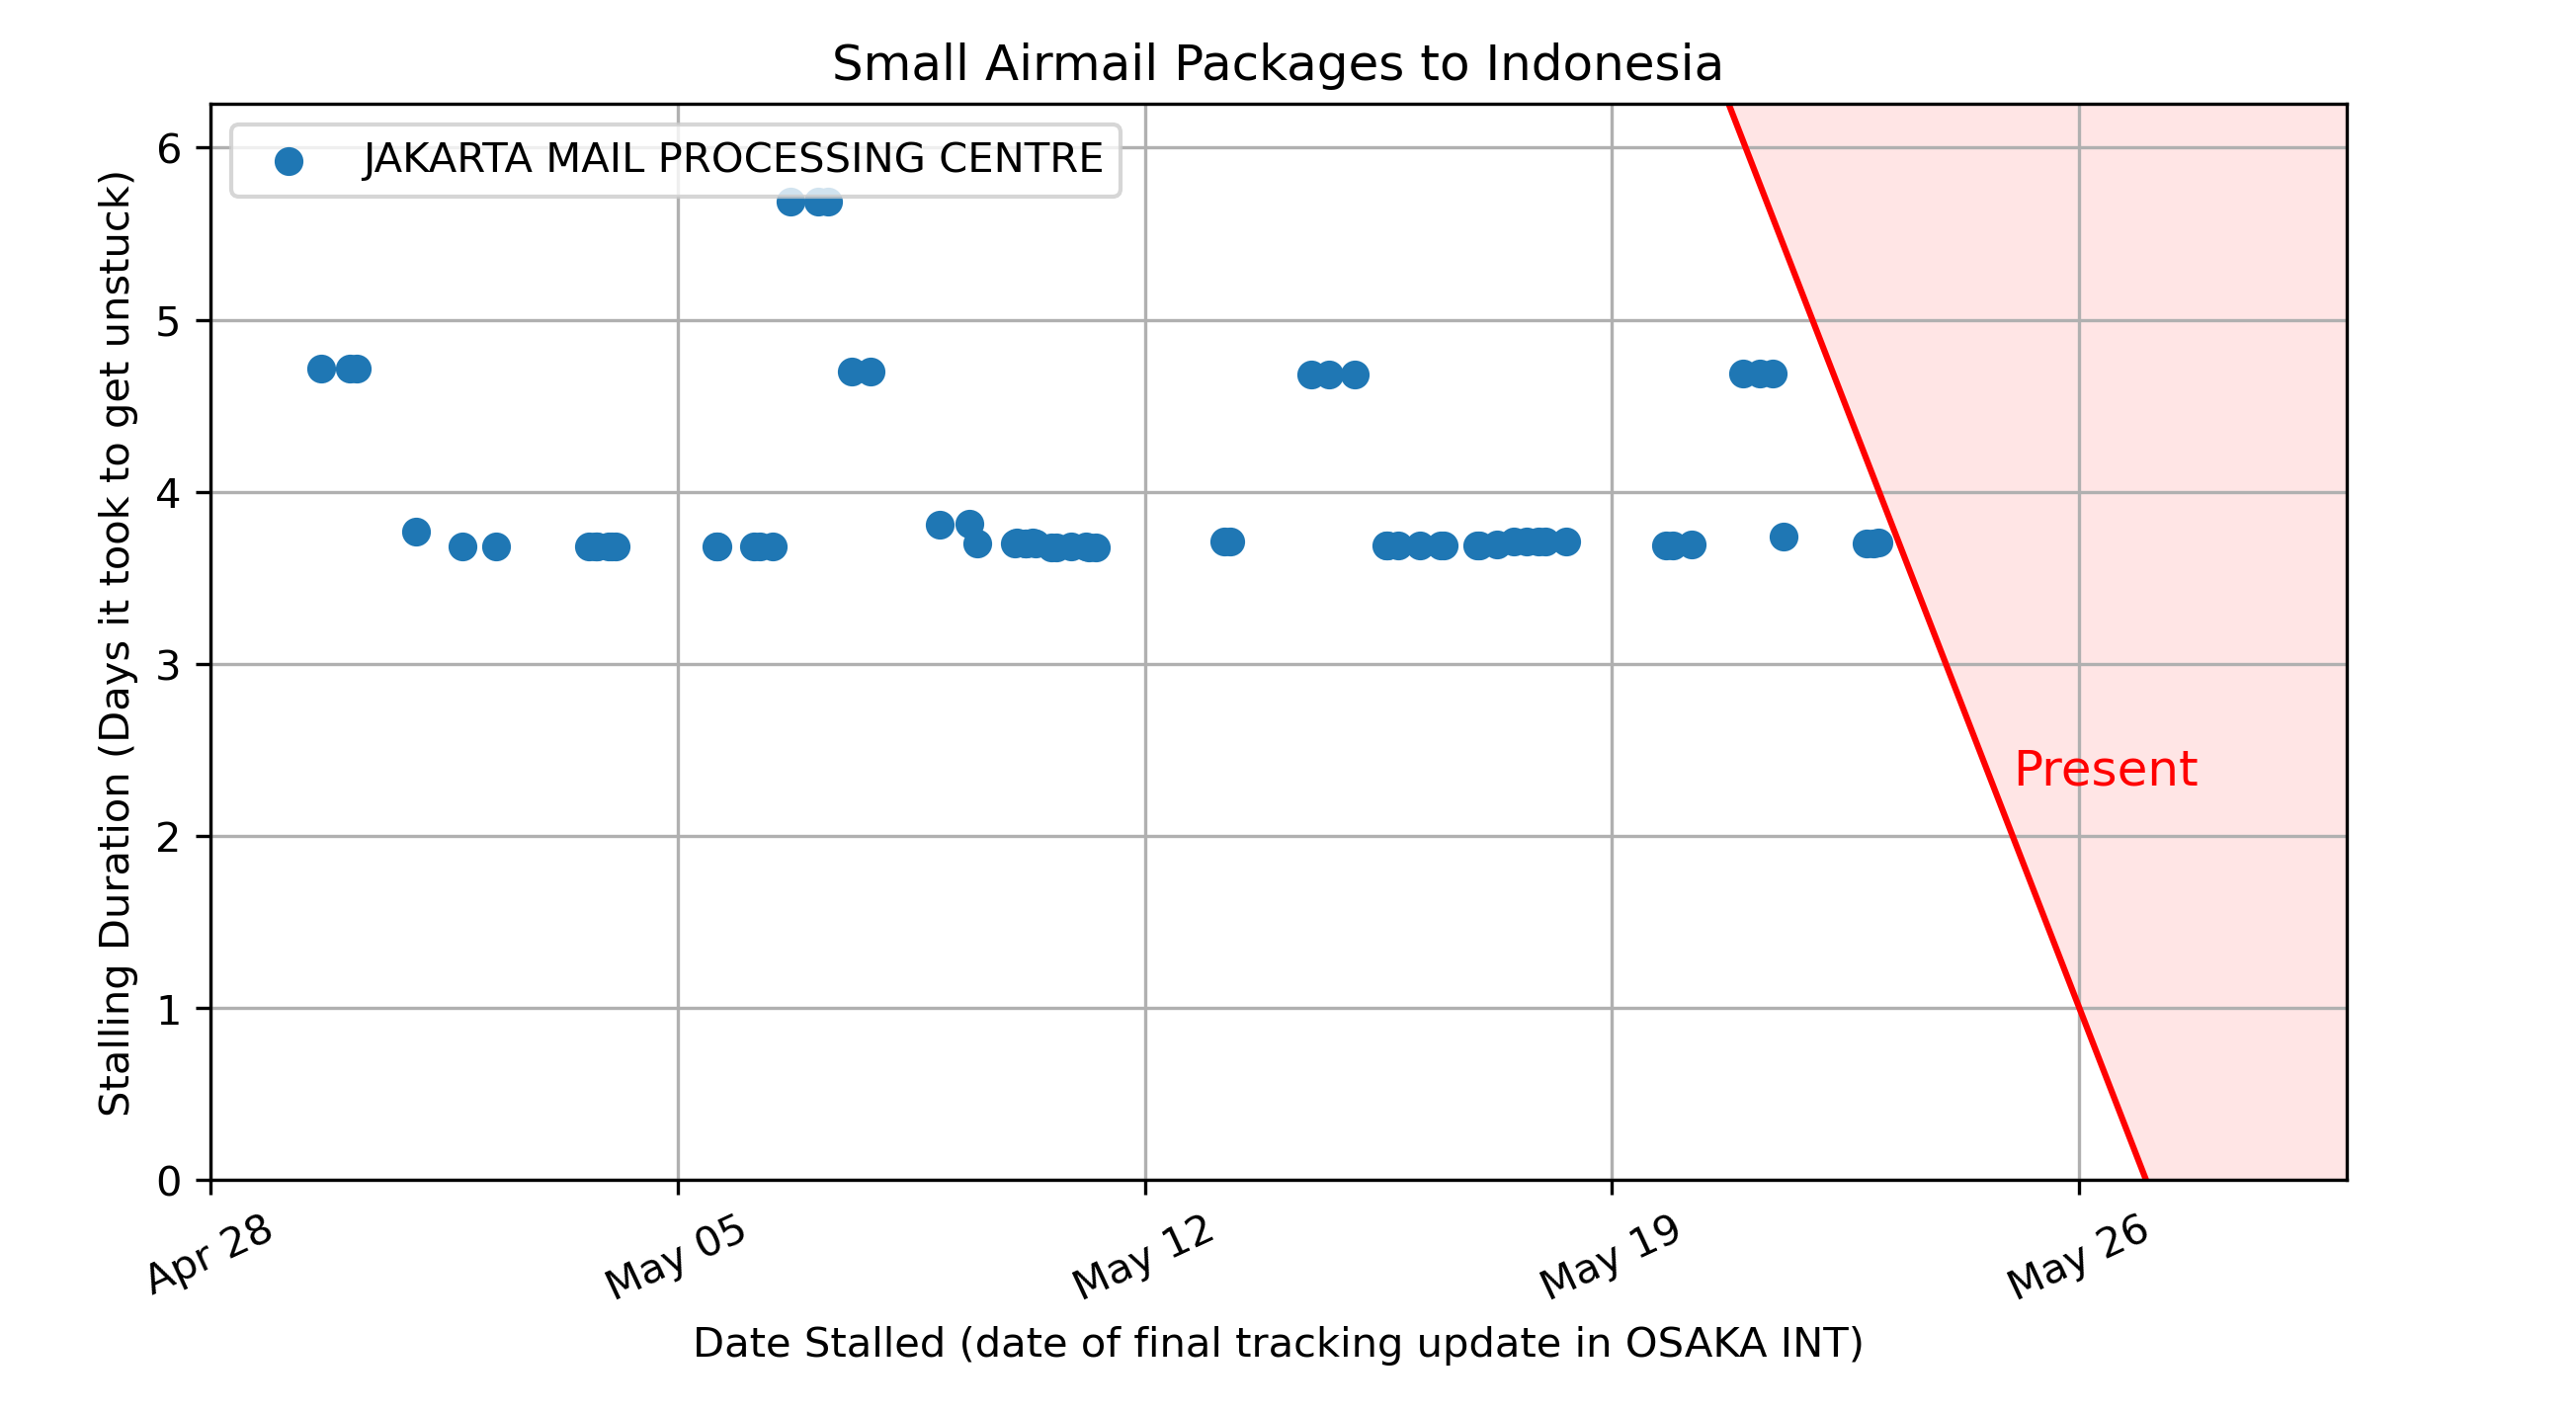 Small Airmail Packages to Indonesia
JAKARTA MAIL PROCESSING CENTRE
Stalling Duration (Days it took to get unstuck)
6
5
4
3
2
1
0
Present
Apr 28
May 05
May 12
May 19
May 26
Date Stalled (date of final tracking update in OSAKA INT)